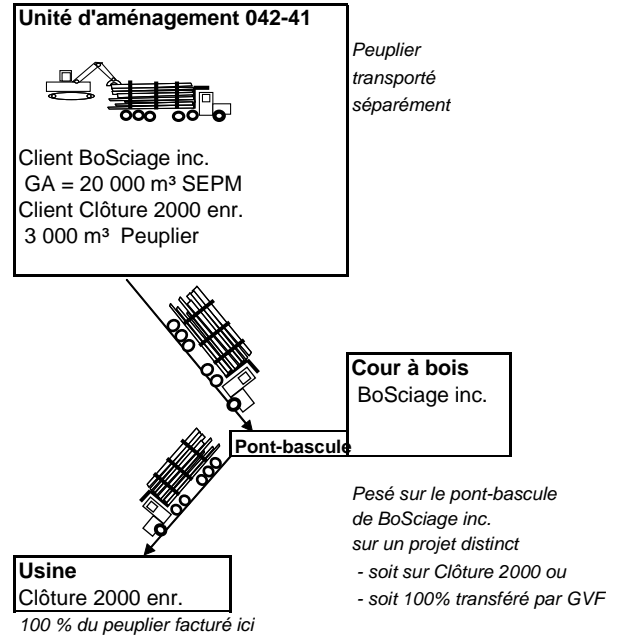 Unité d'aménagement 042-41
Peuplier
transporté
séparément
Client BoSciage inc.
GA = 20 000 m³ SEPM
Client Clôture 2000 enr.
3 000 m³ Peuplier
Cour à bois
BoSciage inc.
Pont-bascule
Pesé sur le pont-bascule
de BoSciage inc.
sur un projet distinct
- soit sur Clôture 2000 ou
- soit 100% transféré par GVF
Usine
Clôture 2000 enr.
100 % du peuplier facturé ici